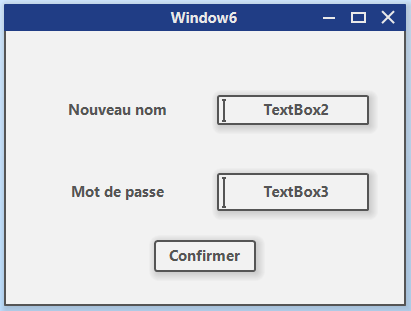 Window6
Nouveau nom
TextBox2
Mot de passe
TextBox3
Confirmer